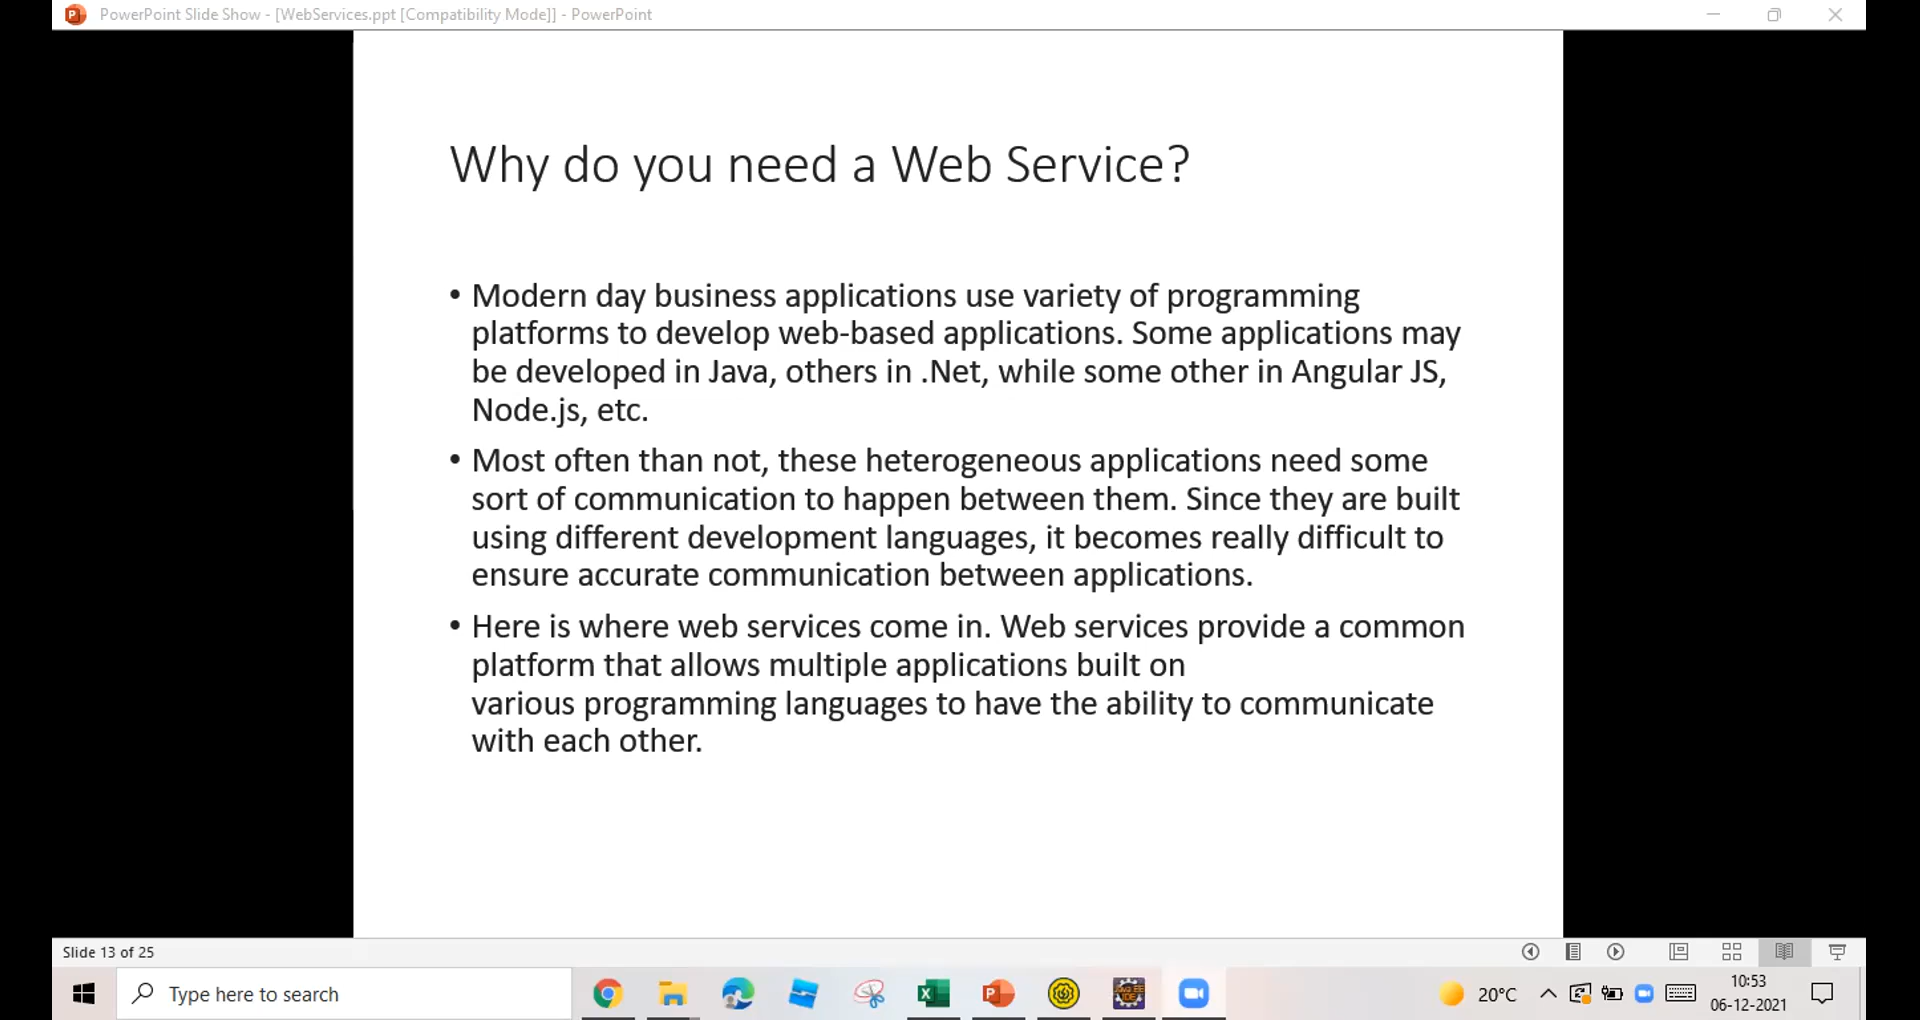 PowerPoint Slide Show - [WebServices.ppt [Compatibility Mode]] - PowerPoint
Why do you need a Web Service?
• Modern day business applications use variety of programming
platforms to develop web-based applications. Some applications may
be developed in Java, others in .Net, while some other in Angular JS,
Node.js, etc.
• Most often than not, these heterogeneous applications need some
sort of communication to happen between them. Since they are built
using different development languages, it becomes really difficult to
ensure accurate communication between applications.
• Here is where web services come in. Web services provide a common
platform that allows multiple applications built on
various programming languages to have the ability to communicate
with each other.
Slide 13 of 25
Type here to search
Java EE
IDE
20°C
10:53
06-12-2021